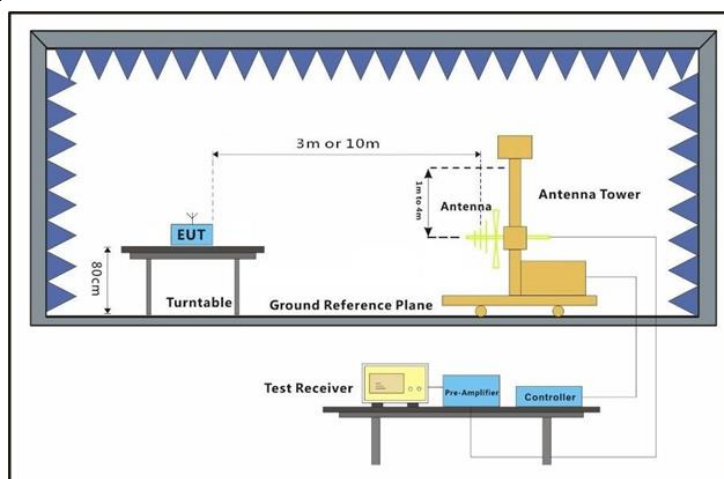 3m or 10m
1m to 4m
Antenna Tower
Antenna
EUT
80cm
Turntable
Ground Reference Plane
Test Receiver
Pre-Amplifier
Controller